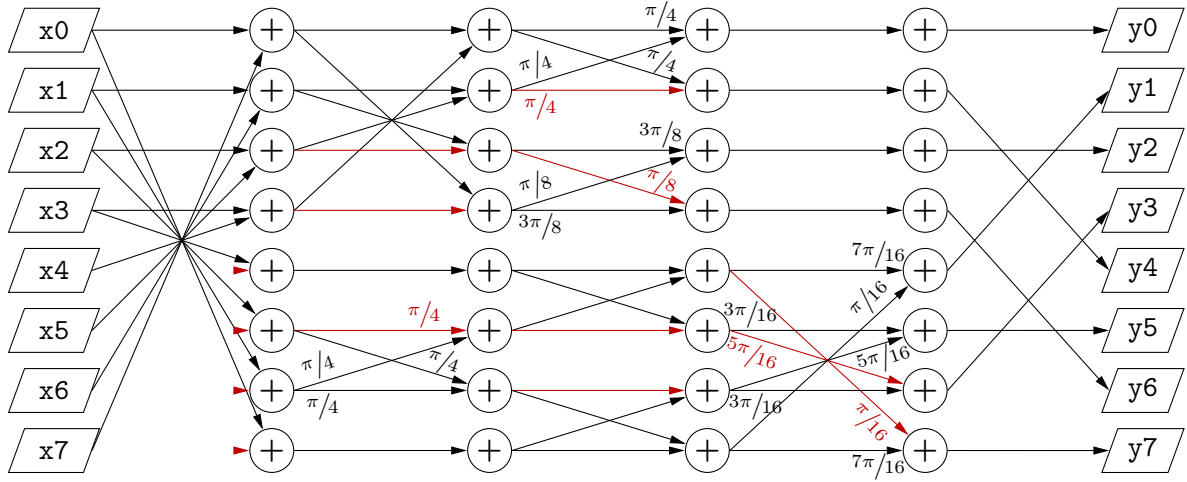 x0 + + π/4 + + y0
π/4 π/4
x1 + + π/4 + + y1
x2 + + 3π/8 + + y2
π/8 π/8
x3 + + 3π/8 + + y3
x4 + + + 7π/16 + y4
π/16
x5 + π/4 + + 3π/16 + y5
π/4 π/4 5π/16 5π/16
x6 + π/4 + + 3π/16 + y6
π/16
x7 + + + 7π/16 + y7